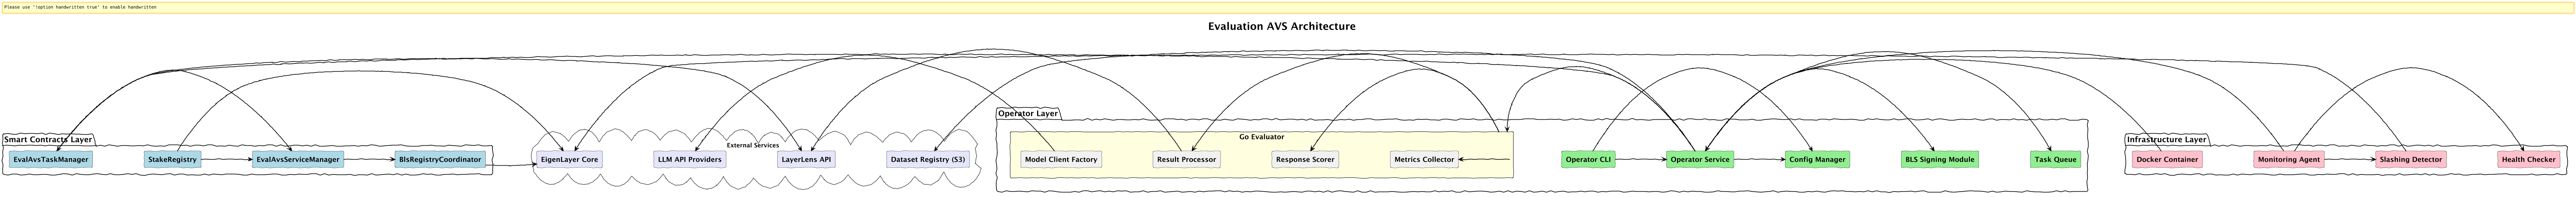 Please use '!option handwritten true' to enable handwritten
Evaluation AVS Architecture
Smart Contracts Layer
EvalAvsTaskManager
StakeRegistry
EvalAvsServiceManager
BlsRegistryCoordinator
External Services
EigenLayer Core
LLM API Providers
LayerLens API
Dataset Registry (S3)
Operator Layer
Go Evaluator
Model Client Factory
Result Processor
Response Scorer
Metrics Collector
Operator CLI
Operator Service
Config Manager
BLS Signing Module
Task Queue
Infrastructure Layer
Docker Container
Monitoring Agent
Slashing Detector
Health Checker